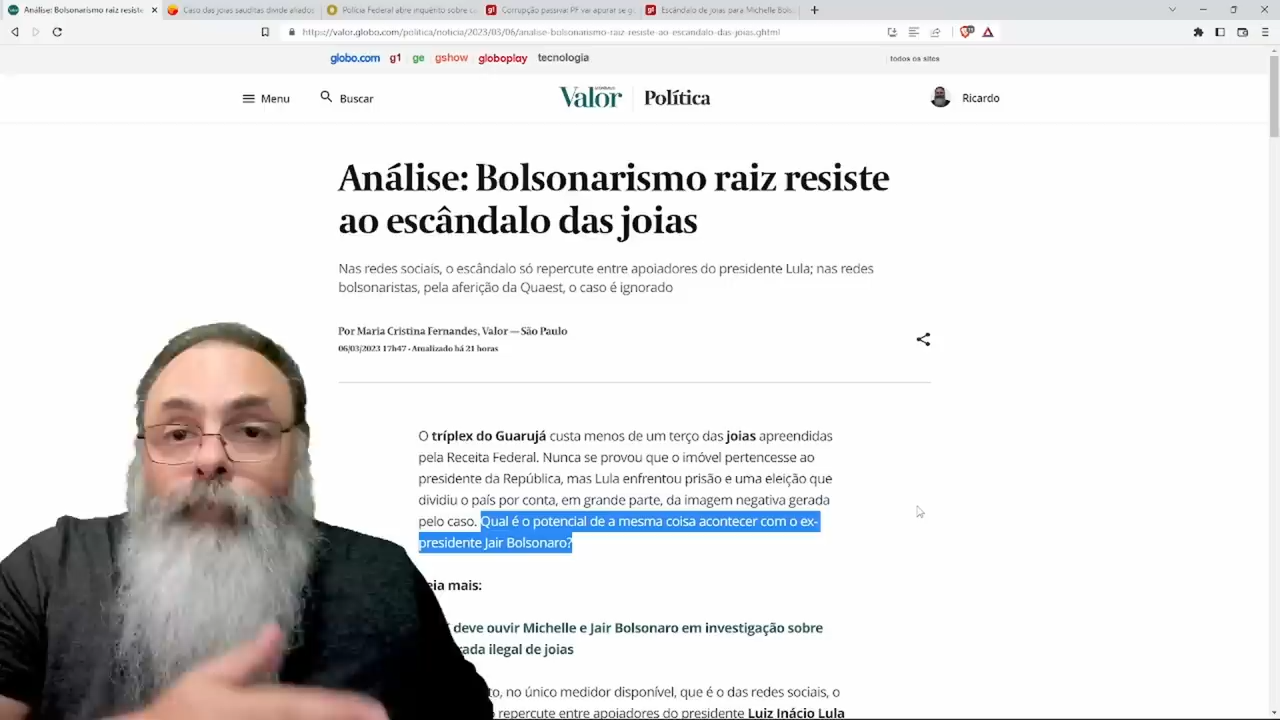 Análise: Bolsonarismo raiz resiste
Caso das joias sauditas divide aliados
Polícia Federal abre inquérito sobre c
Corrupção passiva: PF vai apurar se g
Escândalo de joias para Michelle Bols
https://valor.globo.com/politica/noticia/2023/03/06/analise-bolsonarismo-raiz-resiste-ao-escandalo-das-joias.ghtml
globo.com g1 ge gshow globoplay tecnologia
todos os sites
Menu
Buscar
Valor
Política
Ricardo
Análise: Bolsonarismo raiz resiste
ao escândalo das joias
Nas redes sociais, o escândalo só repercute entre apoiadores do presidente Lula; nas redes
bolsonaristas, pela aferição da Quaest, o caso é ignorado
Por Maria Cristina Fernandes, Valor — São Paulo
06/03/2023 17h47 · Atualizado há 21 horas
O tríplex do Guarujá custa menos de um terço das joias apreendidas
pela Receita Federal. Nunca se provou que o imóvel pertencesse ao
presidente da República, mas Lula enfrentou prisão e uma eleição que
dividiu o país por conta, em grande parte, da imagem negativa gerada
pelo caso. Qual é o potencial de a mesma coisa acontecer com o ex-
presidente Jair Bolsonaro?
eia mais:
deve ouvir Michelle e Jair Bolsonaro em investigação sobre
rada ilegal de joias
to, no único medidor disponível, que é o das redes sociais, o
repercute entre apoiadores do presidente Luiz Inácio Lula